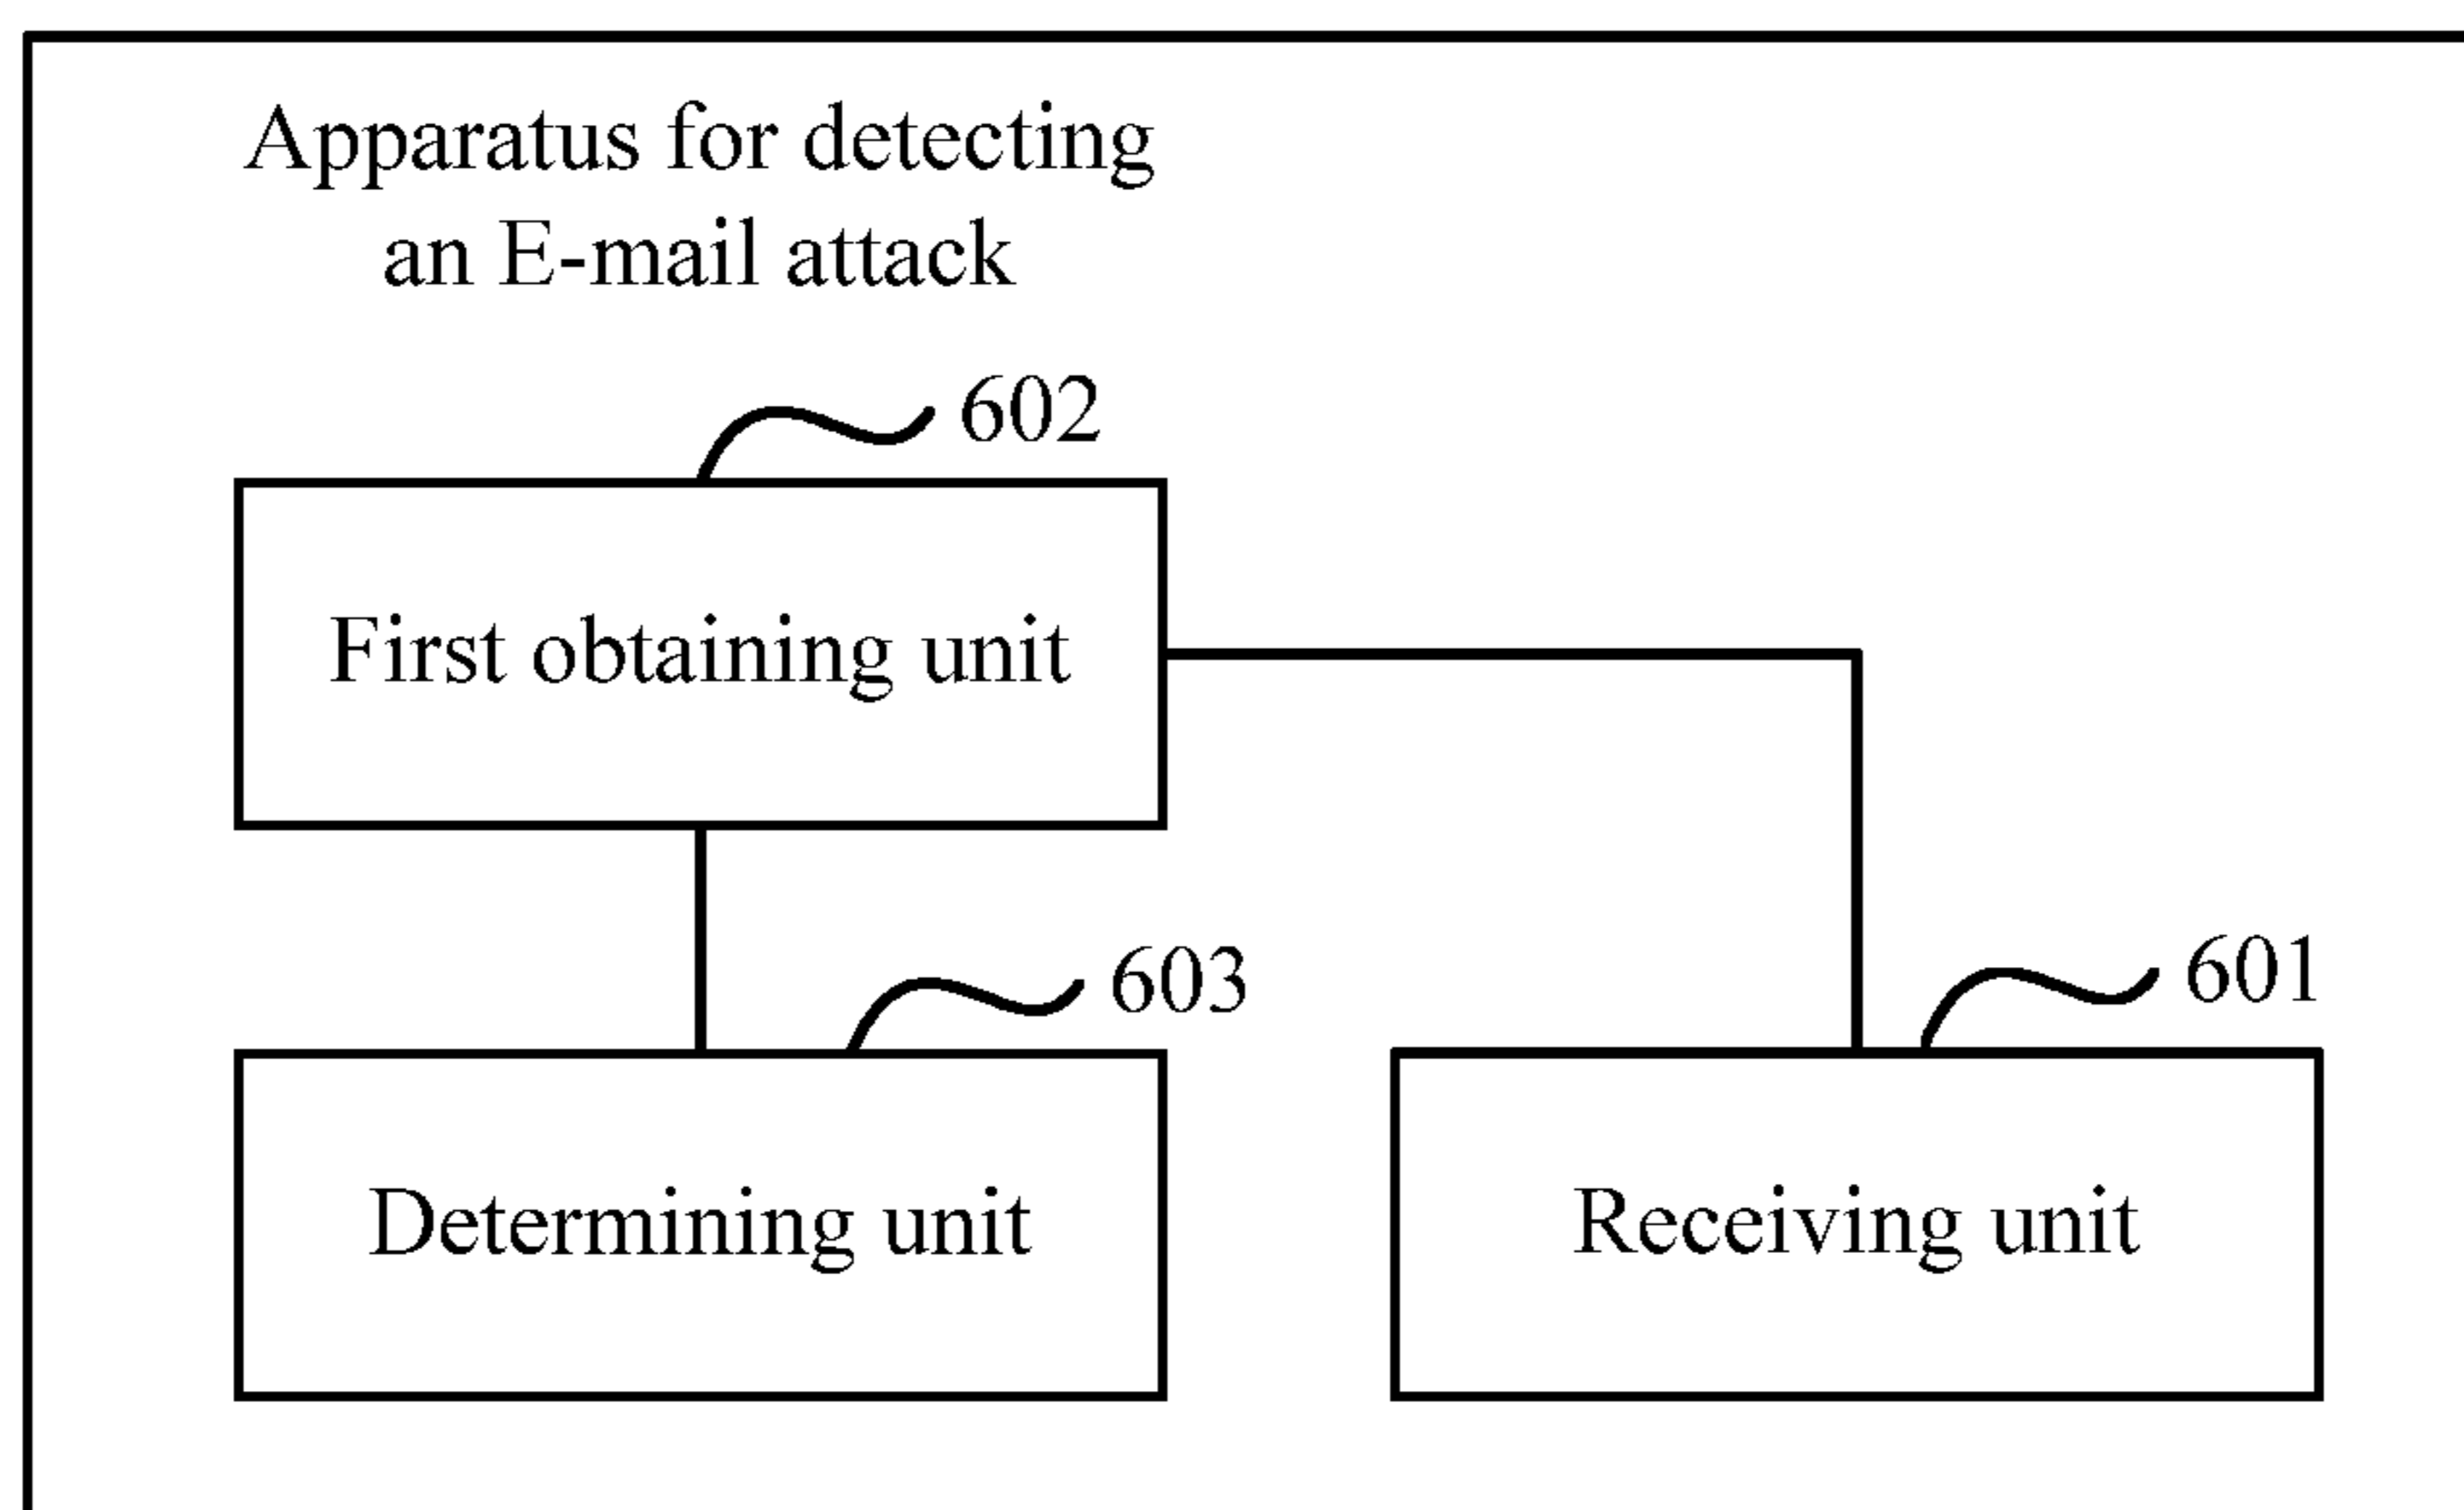 Apparatus for detecting
an E-mail attack
602
First obtaining unit
603
601
Determining unit
Receiving unit